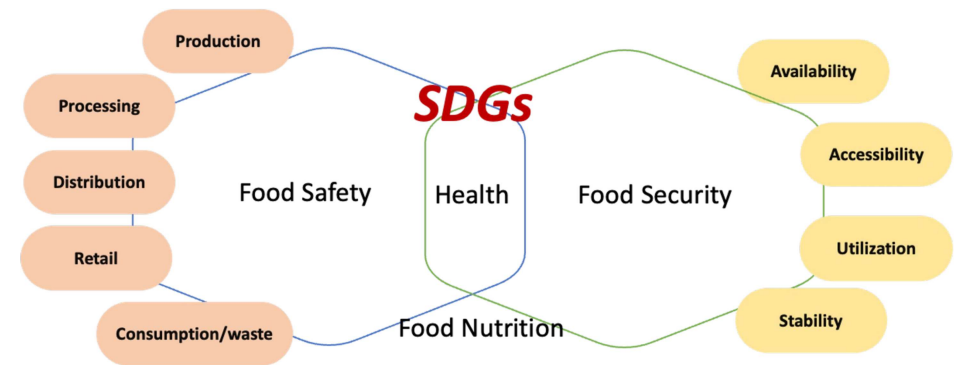 Production
Processing
Distribution
Retail
Consumption/waste
SDGs
Food Safety
Health
Food Security
Food Nutrition
Availability
Accessibility
Utilization
Stability